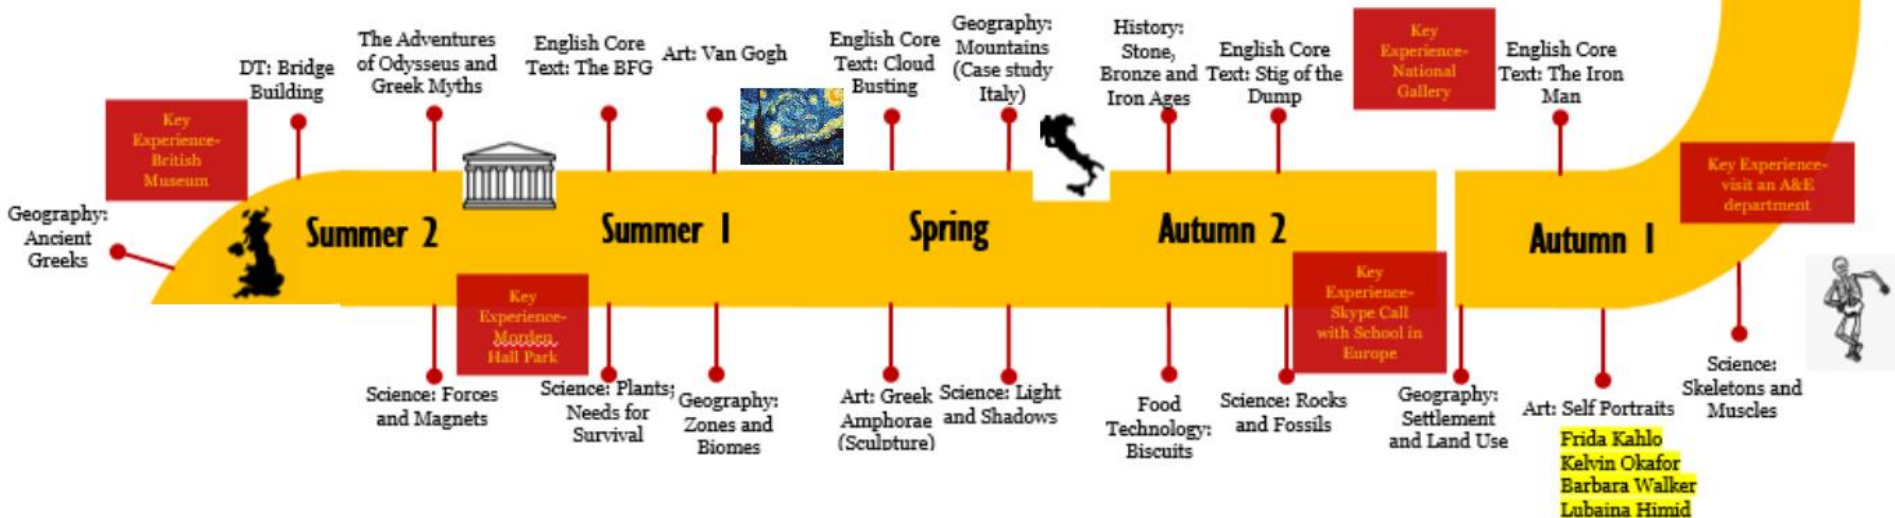 Key
Experience-
British
Museum
Geography:
Ancient
Greeks
DT: Bridge
Building
The Adventures
of Odysseus and
Greek Myths
English Core
Text: The BFG
Art: Van Gogh
English Core
Text: Cloud
Busting
Geography:
Mountains
(Case study
Italy)
History:
Stone,
Bronze and
Iron Ages
English Core
Text: Stig of the
Dump
Key
Experience-
National
Gallery
English Core
Text: The Iron
Man
Key Experience-
visit an A&E
department
Summer 2
Summer 1
Spring
Autumn 2
Autumn 1
Key
Experience-
Morden
Hall Park
Key
Experience-
Skype Call
with School in
Europe
Science: Forces
and Magnets
Science: Plants;
Needs for
Survival
Geography:
Zones and
Biomes
Art: Greek
Amphorae
(Sculpture)
Science: Light
and Shadows
Food
Technology:
Biscuits
Science: Rocks
and Fossils
Geography:
Settlement
and Land Use
Art: Self Portraits
Frida Kahlo
Kelvin Okafor
Barbara Walker
Lubaina Himid
Science:
Skeletons and
Muscles